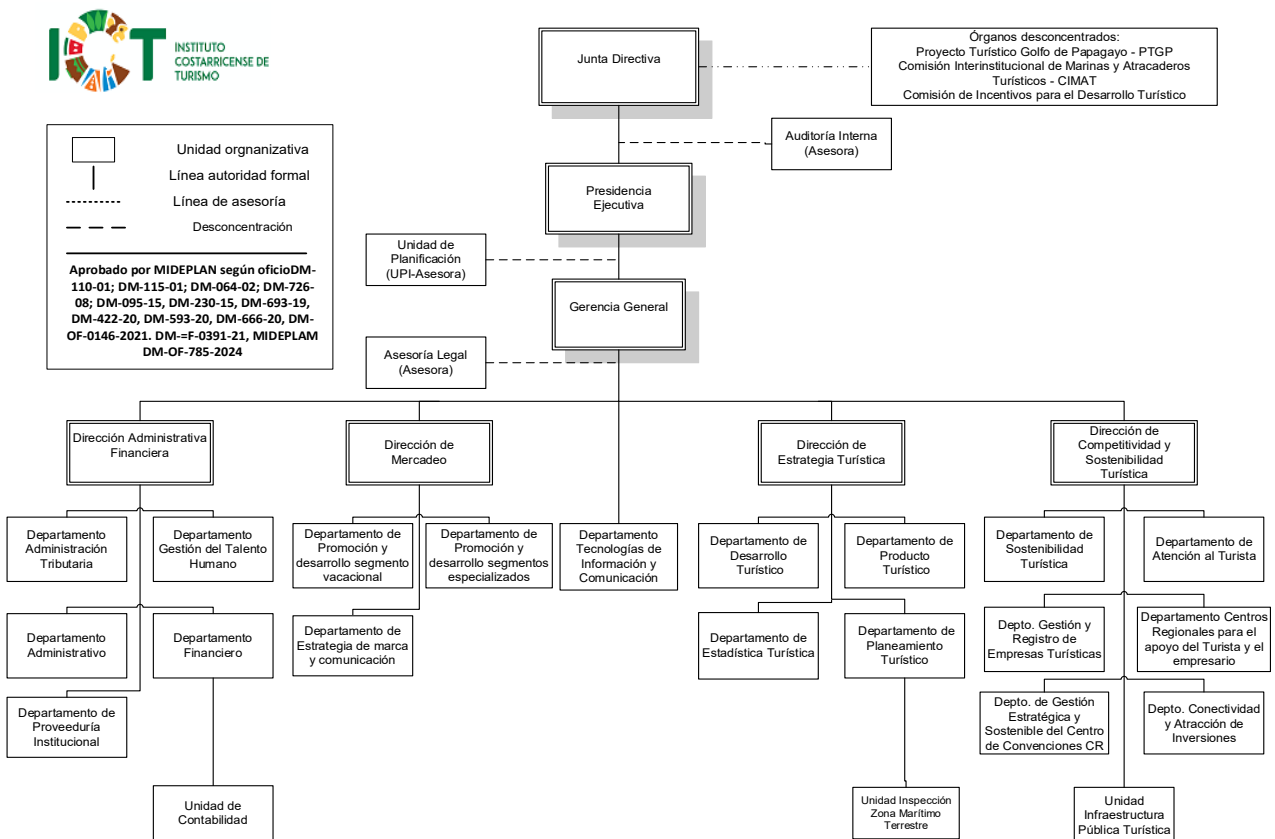 ICT
INSTITUTO
COSTARRICENSE DE
TURISMO
Junta Directiva
Órganos desconcentrados:
Proyecto Turístico Golfo de Papagayo - PTGP
Comisión Interinstitucional de Marinas y Atracaderos
Turísticos - CIMAT
Comisión de Incentivos para el Desarrollo Turístico
Unidad orgnanizativa
Línea autoridad formal
Línea de asesoría
Desconcentración
Aprobado por MIDEPLAN según oficioDM-
110-01; DM-115-01; DM-064-02; DM-726-
08; DM-095-15, DM-230-15, DM-693-19,
DM-422-20, DM-593-20, DM-666-20, DM-
OF-0146-2021. DM-=F-0391-21, MIDEPLAM
DM-OF-785-2024
Auditoría Interna
(Asesora)
Presidencia
Ejecutiva
Unidad de
Planificación
(UPI-Asesora)
Gerencia General
Asesoría Legal
(Asesora)
Dirección Administrativa
Financiera
Dirección de
Mercadeo
Dirección de
Estrategia Turística
Dirección de
Competitividad y
Sostenibilidad
Turística
Departamento
Administración
Tributaria
Departamento
Gestión del Talento
Humano
Departamento de
Promoción y
desarrollo segmento
vacacional
Departamento de
Promoción y
desarrollo segmentos
especializados
Departamento
Tecnologías de
Información y
Comunicación
Departamento de
Desarrollo
Turístico
Departamento de
Producto
Turístico
Departamento de
Sostenibilidad
Turística
Departamento de
Atención al Turista
Departamento
Administrativo
Departamento
Financiero
Departamento de
Estrategia de marca
y comunicación
Departamento de
Estadística Turística
Departamento de
Planeamiento
Turístico
Depto. Gestión y
Registro de
Empresas Turísticas
Departamento Centros
Regionales para el
apoyo del Turista y el
empresario
Departamento de
Proveeduría
Institucional
Depto. de Gestión
Estratégica y
Sostenible del Centro
de Convenciones CR
Depto. Conectividad
y Atracción de
Inversiones
Unidad de
Contabilidad
Unidad Inspección
Zona Marítimo
Terrestre
Unidad
Infraestructura
Pública Turística